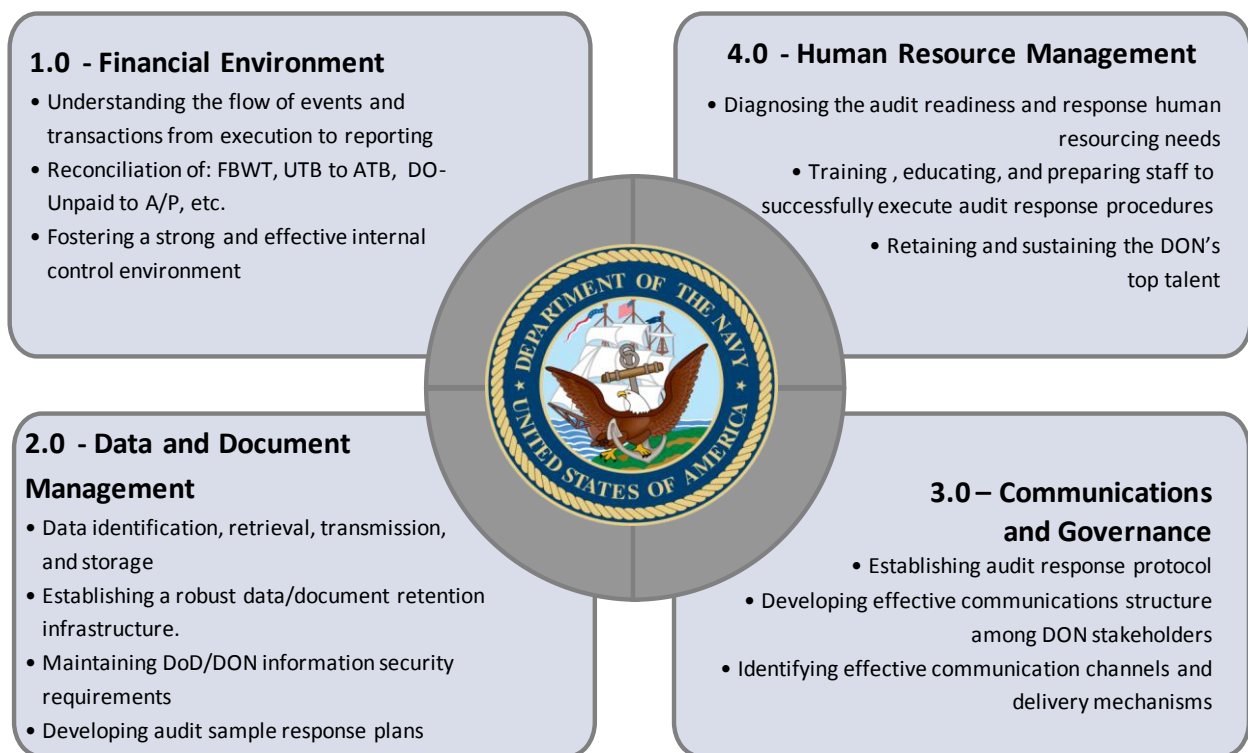 1.0 - Financial Environment
• Understanding the flow of events and
transactions from execution to reporting
• Reconciliation of: FBWT, UTB to ATB, DO-
Unpaid to A/P, etc.
• Fostering a strong and effective internal
control environment
4.0 - Human Resource Management
• Diagnosing the audit readiness and response human
resourcing needs
• Training , educating, and preparing staff to
successfully execute audit response procedures
• Retaining and sustaining the DON’s
top talent
DEPARTMENT OF THE NAVY
UNITED STATES OF AMERICA
2.0 - Data and Document
Management
• Data identification, retrieval, transmission,
and storage
• Establishing a robust data/document retention
infrastructure.
• Maintaining DoD/DON information security
requirements
• Developing audit sample response plans
3.0 – Communications
and Governance
• Establishing audit response protocol
• Developing effective communications structure
among DON stakeholders
• Identifying effective communication channels and
delivery mechanisms